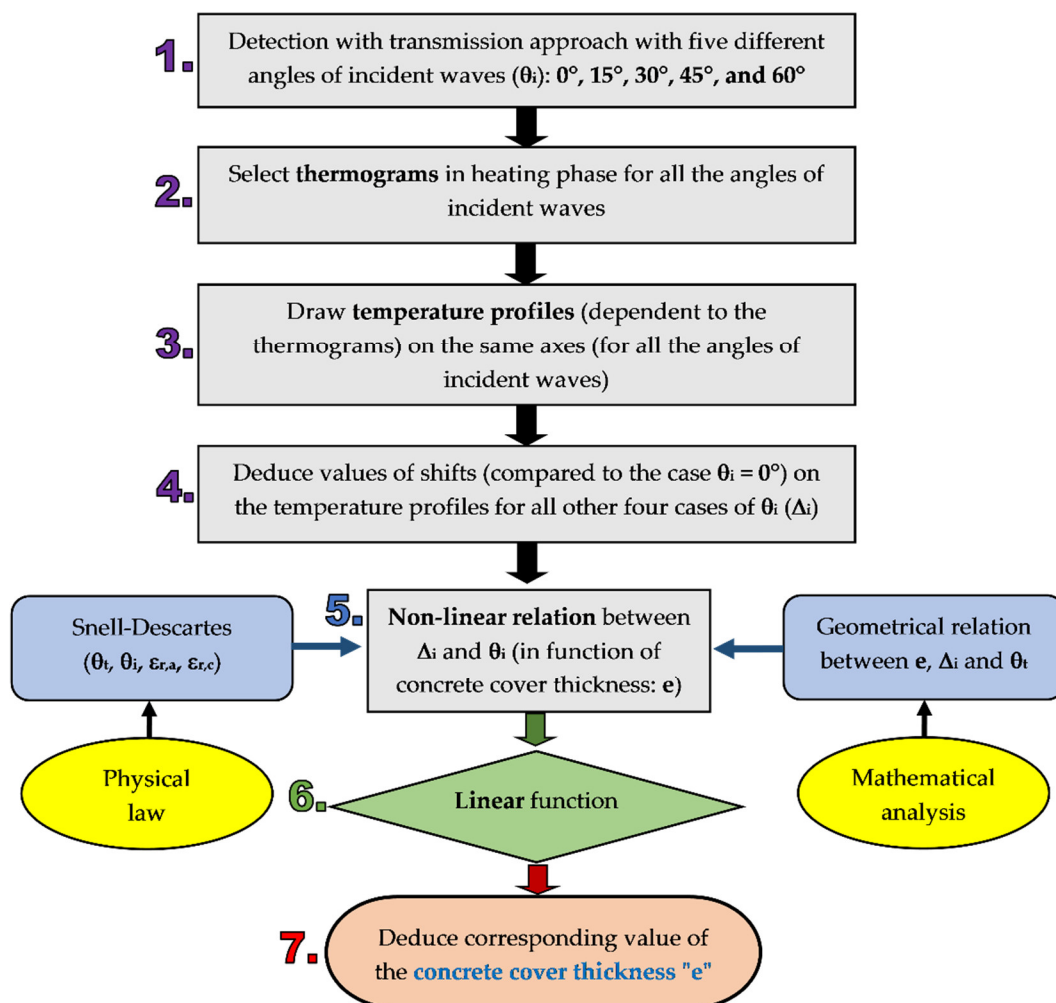 1.
Detection with transmission approach with five different
angles of incident waves (θi): 0°, 15°, 30°, 45°, and 60°
2.
Select thermograms in heating phase for all the angles of
incident waves
3.
Draw temperature profiles (dependent to the
thermograms) on the same axes (for all the angles of
incident waves)
4.
Deduce values of shifts (compared to the case θi = 0°) on
the temperature profiles for all other four cases of θi (Δi)
Snell-Descartes
(θt, θi, εr,a, εr,c)
Physical
law
5.
Non-linear relation between
Δi and θi (in function of
concrete cover thickness: e)
Geometrical relation
between e, Δi and θt
Mathematical
analysis
6.
Linear function
7.
Deduce corresponding value of
the concrete cover thickness "e"